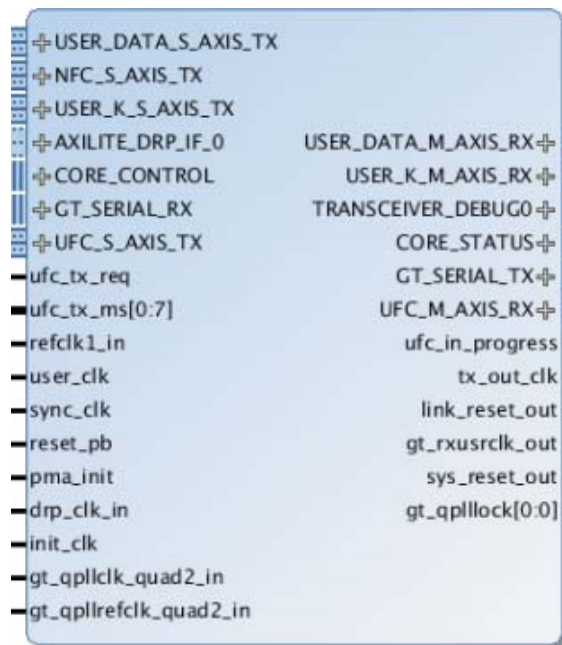 USER_DATA_S_AXIS_TX
NFC_S_AXIS_TX
USER_K_S_AXIS_TX
AXILITE_DRP_IF_0
CORE_CONTROL
GT_SERIAL_RX
UFC_S_AXIS_TX
ufc_tx_req
ufc_tx_ms[0:7]
refclk1_in
user_clk
sync_clk
reset_pb
pma_init
drp_clk_in
init_clk
gt_qpllclk_quad2_in
gt_qpllrefclk_quad2_in
USER_DATA_M_AXIS_RX
USER_K_M_AXIS_RX
TRANSCEIVER_DEBUG0
CORE_STATUS
GT_SERIAL_TX
UFC_M_AXIS_RX
ufc_in_progress
tx_out_clk
link_reset_out
gt_rxusrclk_out
sys_reset_out
gt_qplllock[0:0]